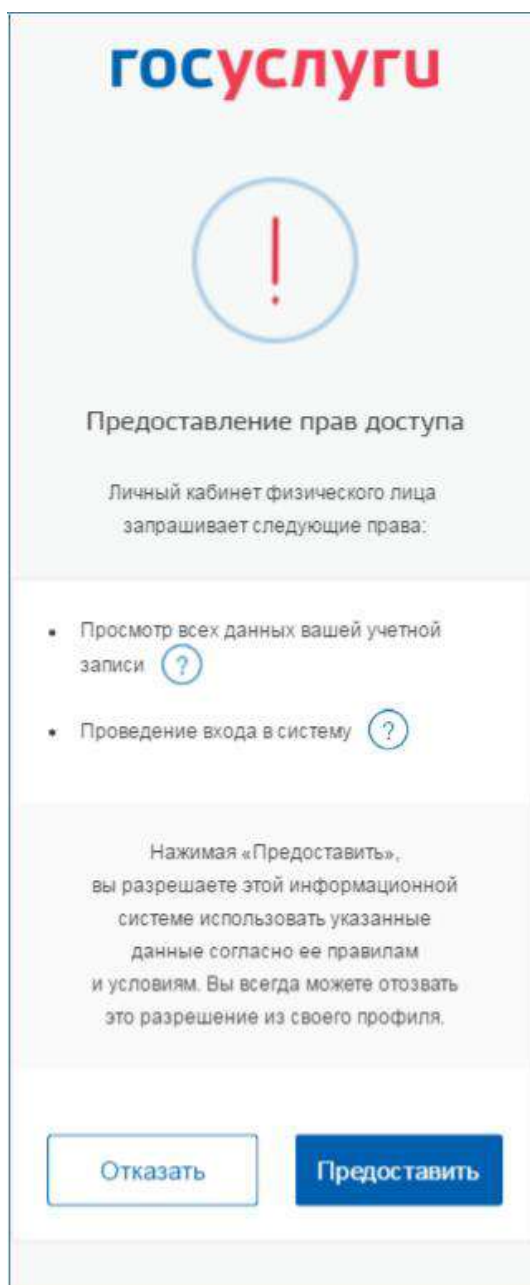 госуслуги
!
Предоставление прав доступа
Личный кабинет физического лица
запрашивает следующие права:
• Просмотр всех данных вашей учетной
записи ?
• Проведение входа в систему ?
Нажимая «Предоставить»,
вы разрешаете этой информационной
системе использовать указанные
данные согласно ее правилам
и условиям. Вы всегда можете отозвать
это разрешение из своего профиля.
Отказать Предоставить